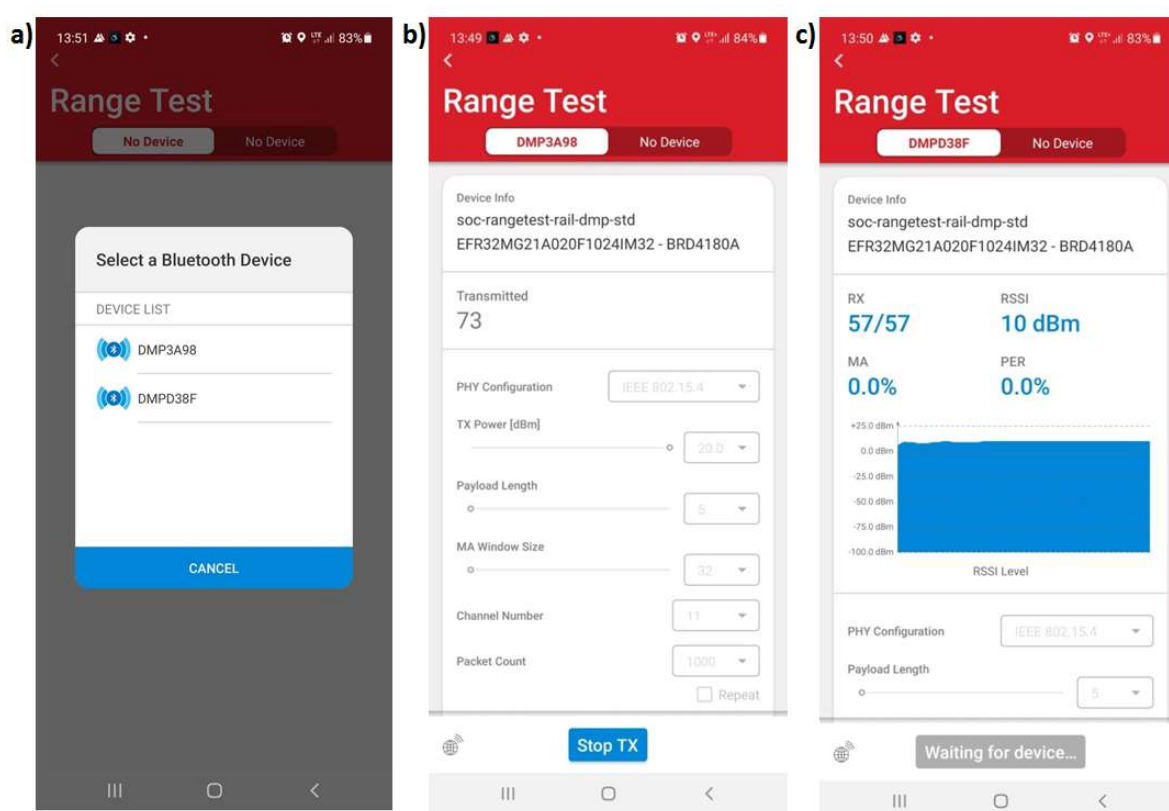 a)
13:51
LTE
83%
Range Test
No Device No Device
Select a Bluetooth Device
DEVICE LIST
DMP3A98
DMPD38F
CANCEL
b)
13:49
LTE+
84%
Range Test
DMP3A98 No Device
Device Info
soc-rangetest-rail-dmp-std
EFR32MG21A020F1024IM32 - BRD4180A
Transmitted
73
PHY Configuration IEEE 802.15.4
TX Power [dBm]
20.0
Payload Length
5
MA Window Size
32
Channel Number 11
Packet Count 1000
Repeat
Stop TX
c)
13:50
LTE+
83%
Range Test
DMPD38F No Device
Device Info
soc-rangetest-rail-dmp-std
EFR32MG21A020F1024IM32 - BRD4180A
RX RSSI
57/57 10 dBm
MA PER
0.0% 0.0%
+25.0 dBm
0.0 dBm
-25.0 dBm
-50.0 dBm
-75.0 dBm
-100.0 dBm
RSSI Level
PHY Configuration IEEE 802.15.4
Payload Length
5
Waiting for device...